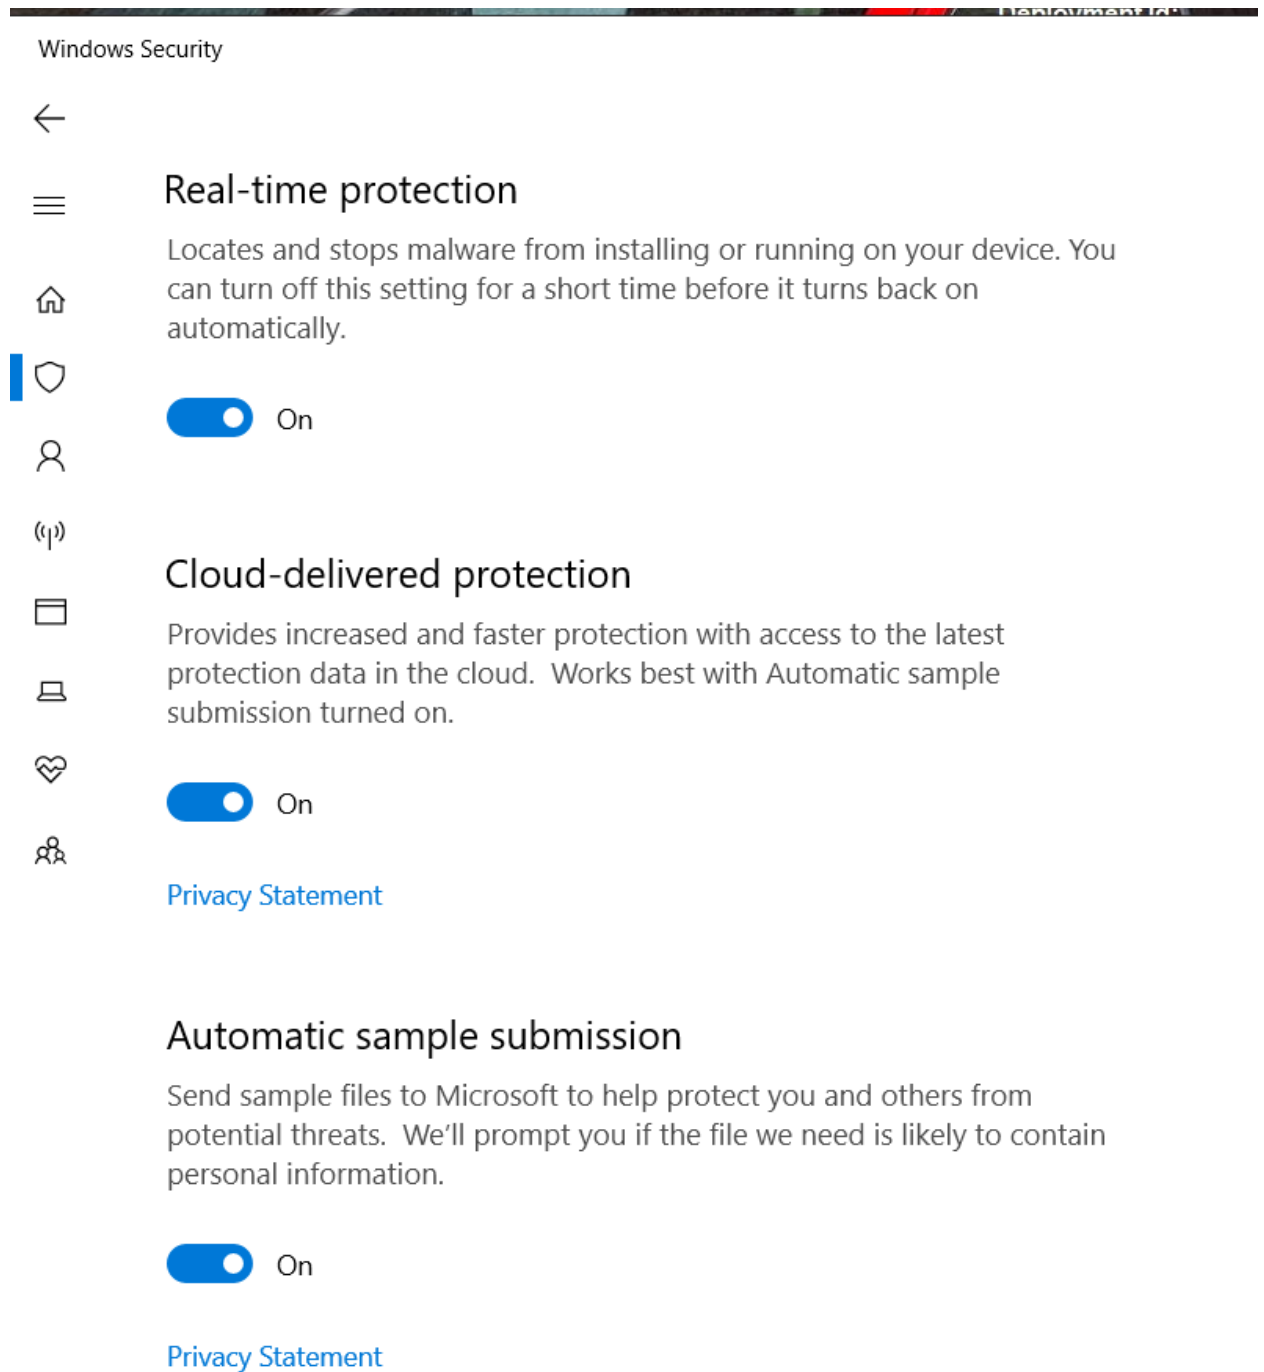 Deployment Id:
Windows Security
Real-time protection
Locates and stops malware from installing or running on your device. You
can turn off this setting for a short time before it turns back on
automatically.
On
Cloud-delivered protection
Provides increased and faster protection with access to the latest
protection data in the cloud.  Works best with Automatic sample
submission turned on.
On
Privacy Statement
Automatic sample submission
Send sample files to Microsoft to help protect you and others from
potential threats.  We’ll prompt you if the file we need is likely to contain
personal information.
On
Privacy Statement